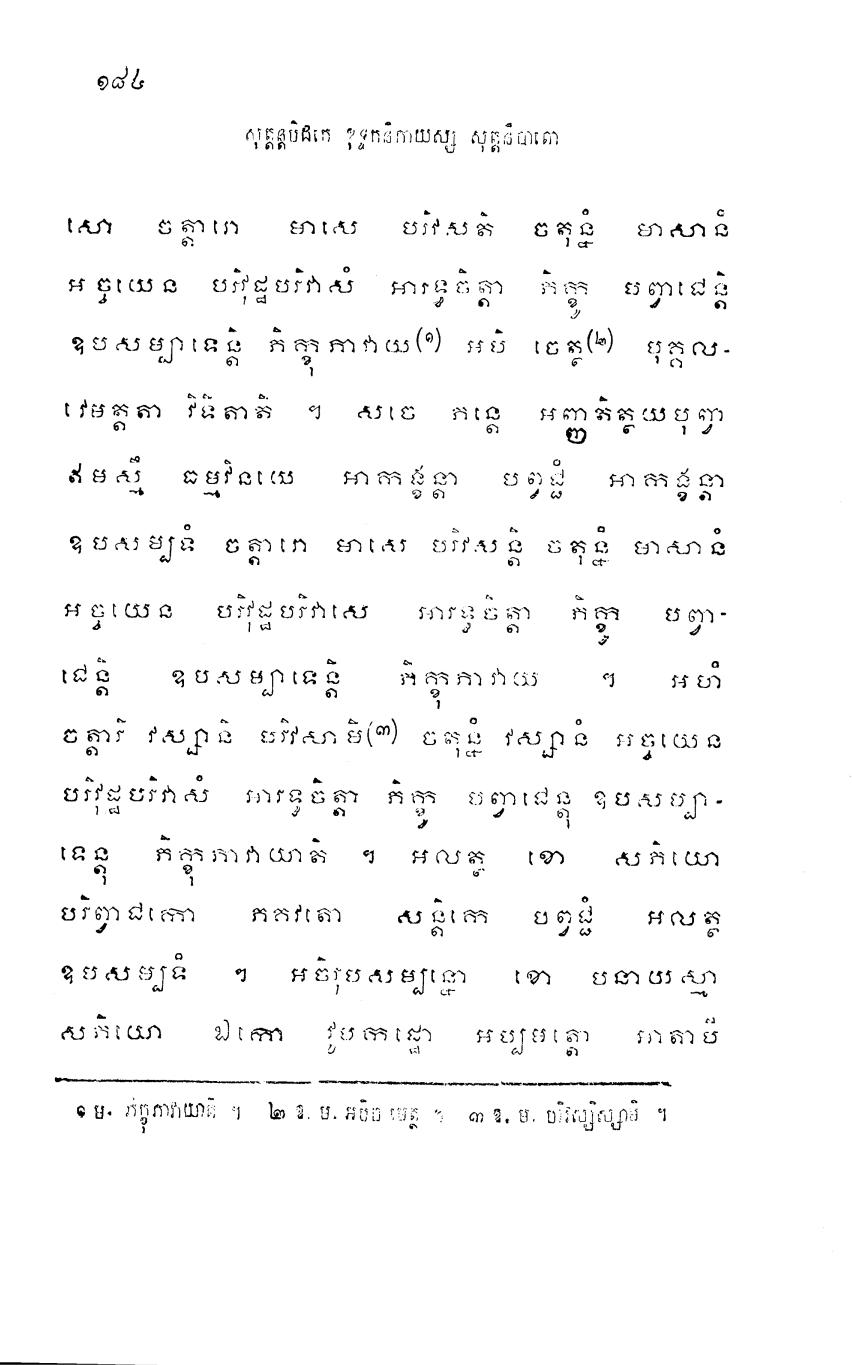 ១៨៤
សុត្តន្តបិដកេ ខុទ្ទកនិកាយស្ស សុត្តនិបាតោ
សោ ចត្តារោ មាសេ បរិវសតិ ចតុន្នំ មាសានំ
អច្ចយេន បរិវុដ្ឋបរិវាសំ អារទ្ធចិត្តា ភិក្ខូ បញ្វជេន្តិ
ឧបសម្បាទេន្តិ ភិក្ខុភាវាយ(១) អបិ ចេត្ថ(២) បុគ្គល-
វេមត្តតា វិទិតាតិ ។ សចេ ភន្តេ អញ្ញតិត្ថយបុព្វា
ឥមស្មឹ ធម្មវិនយេ អាកង្ខន្តា បព្វជ្ជំ អាកង្ខន្តា
ឧបសម្បទំ ចត្តារោ មាសេ បរិវសន្តិ ចតុន្នំ មាសានំ
អច្ចយេន បរិវុដ្ឋបរិវាសេ អារទ្ធចិត្តា ភិក្ខូ បព្វា-
ជេន្តិ ឧបសម្បាទេន្តិ ភិក្ខុភាវាយ ។ អហំ
ចត្តារិ វស្សានិ បរិវសាមិ(៣) ចតុន្នំ វស្សានំ អច្ចយេន
បរិវុដ្ឋបរិវាសំ អារទ្ធចិត្តា ភិក្ខូ បព្វាជេន្តុ ឧបសម្បា-
ទេន្តុ ភិក្ខុភាវាយាតិ ។ អលត្ថ ខោ សភិយោ
បរិព្វាជកោ ភគវតោ សន្តិកេ បព្វជ្ជំ អលត្ថ
ឧបសម្បទំ ។ អចិរុបសម្បន្នោ ខោ បនាយស្មា
សភិយោ ឯកោ វូបកដ្ឋោ អប្បមត្តោ អាតាបី
១ ម. ភិក្ខុភាវាយាតិ ។ ២ ឱ. ម. អបិច មេត្ថ ។ ៣ ឱ. ម. បរិវស្សិស្សាមិ ។